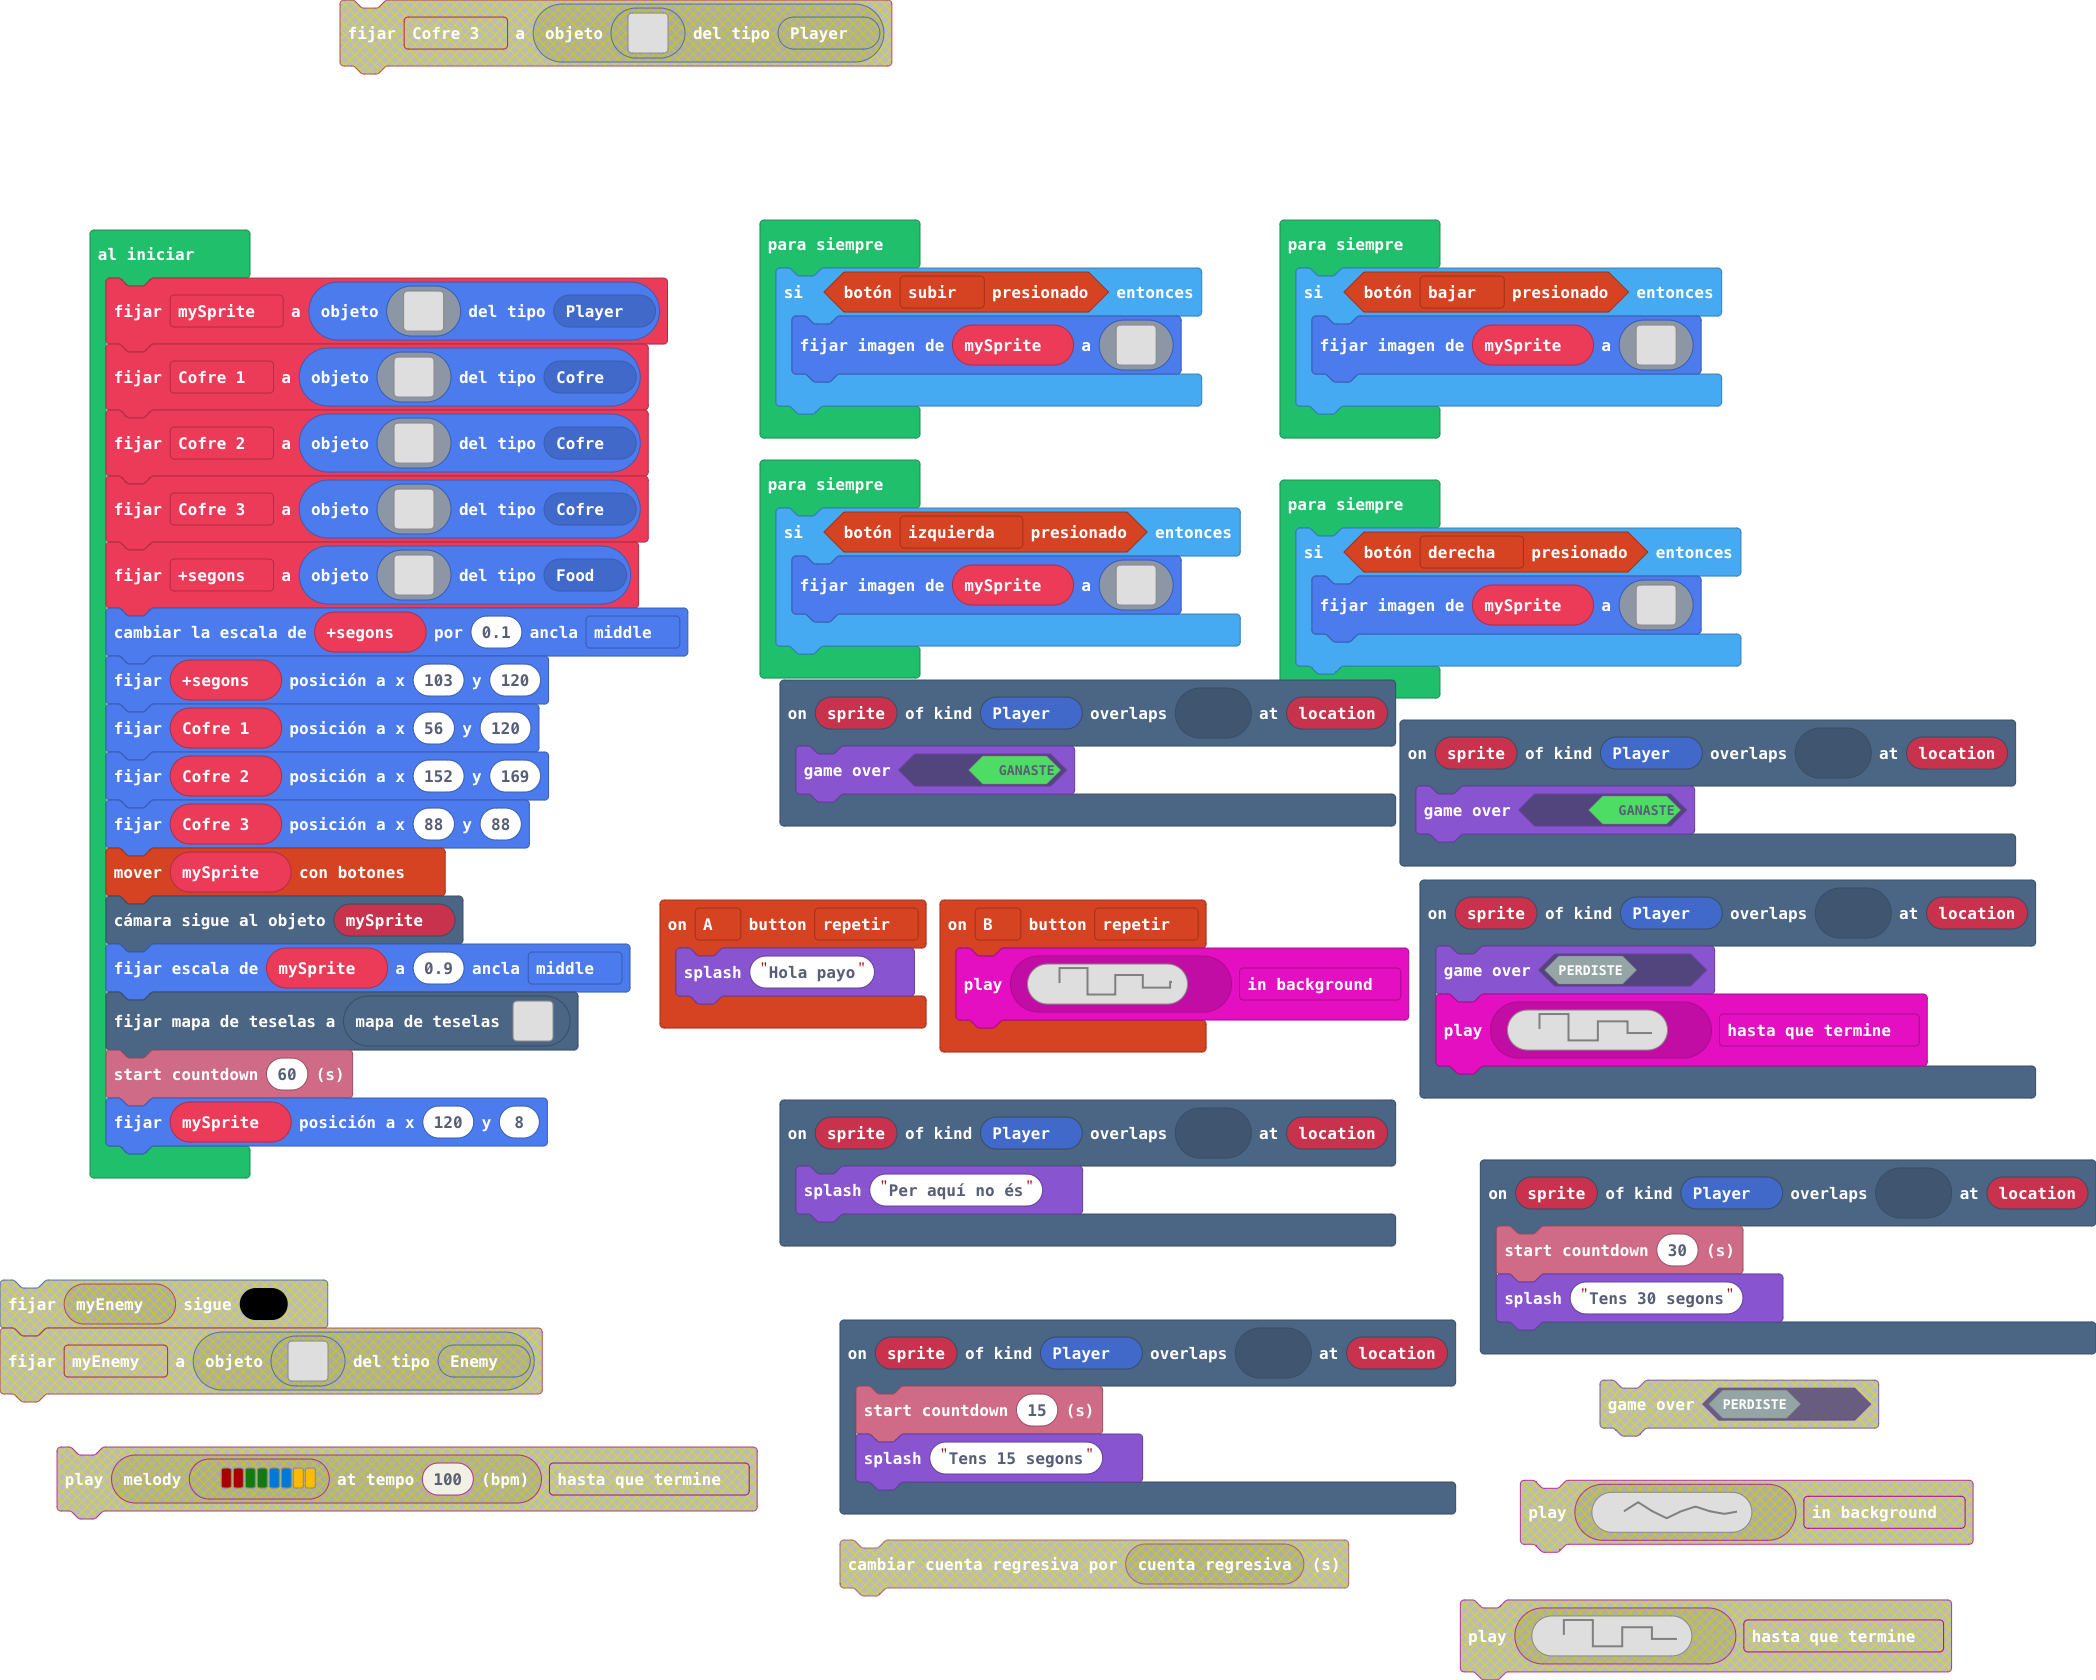 fijar Cofre 3 a objeto del tipo Player
al iniciar
fijar mySprite a objeto del tipo Player
fijar Cofre 1 a objeto del tipo Cofre
fijar Cofre 2 a objeto del tipo Cofre
fijar Cofre 3 a objeto del tipo Cofre
fijar +segons a objeto del tipo Food
cambiar la escala de +segons por 0.1 ancla middle
fijar +segons posición a x 103 y 120
fijar Cofre 1 posición a x 56 y 120
fijar Cofre 2 posición a x 152 y 169
fijar Cofre 3 posición a x 88 y 88
mover mySprite con botones
cámara sigue al objeto mySprite
fijar escala de mySprite a 0.9 ancla middle
fijar mapa de teselas a mapa de teselas
start countdown 60 (s)
fijar mySprite posición a x 120 y 8
para siempre
si botón subir presionado entonces
fijar imagen de mySprite a
para siempre
si botón bajar presionado entonces
fijar imagen de mySprite a
para siempre
si botón izquierda presionado entonces
fijar imagen de mySprite a
para siempre
si botón derecha presionado entonces
fijar imagen de mySprite a
on sprite of kind Player overlaps at location
game over GANASTE
on sprite of kind Player overlaps at location
game over GANASTE
on A button repetir
splash "Hola payo"
on B button repetir
play in background
on sprite of kind Player overlaps at location
game over PERDISTE
play hasta que termine
on sprite of kind Player overlaps at location
splash "Per aquí no és"
on sprite of kind Player overlaps at location
start countdown 30 (s)
splash "Tens 30 segons"
fijar myEnemy sigue
fijar myEnemy a objeto del tipo Enemy
on sprite of kind Player overlaps at location
start countdown 15 (s)
splash "Tens 15 segons"
game over PERDISTE
play melody at tempo 100 (bpm) hasta que termine
play in background
cambiar cuenta regresiva por cuenta regresiva (s)
play hasta que termine